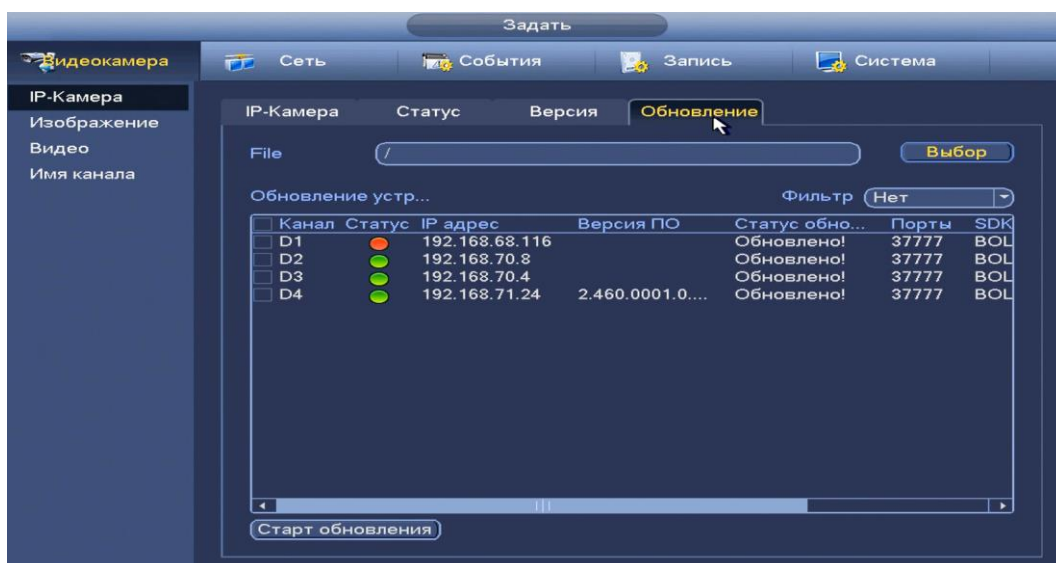 Задать
Видеокамера Сеть События Запись Система
IP-Камера
Изображение
Видео
Имя канала
IP-Камера Статус Версия Обновление
File / Выбор
Обновление устр... Фильтр Нет
Канал Статус IP адрес Версия ПО Статус обно... Порты SDK
D1 192.168.68.116 Обновлено! 37777 BOL
D2 192.168.70.8 Обновлено! 37777 BOL
D3 192.168.70.4 Обновлено! 37777 BOL
D4 192.168.71.24 2.460.0001.0.... Обновлено! 37777 BOL
Старт обновления